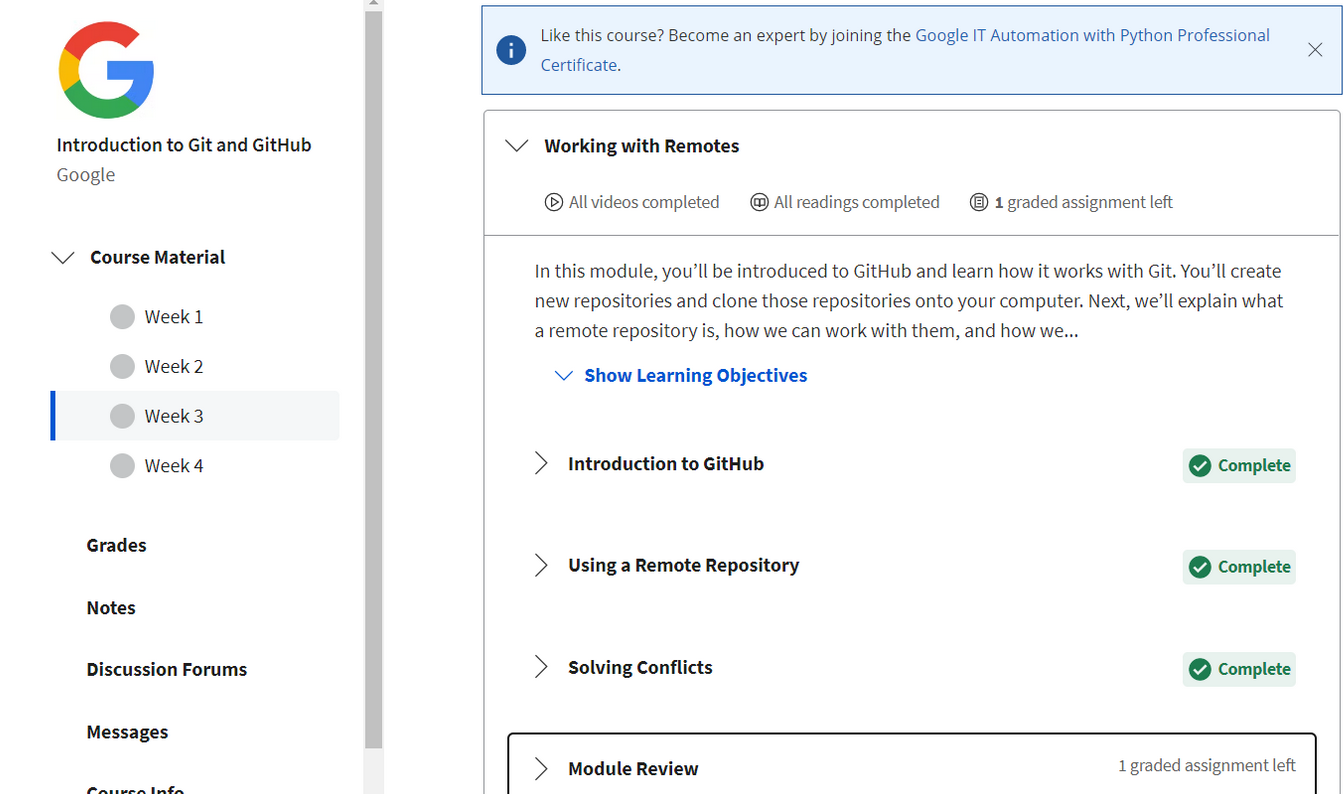 Introduction to Git and GitHub
Google
Course Material
Week 1
Week 2
Week 3
Week 4
Grades
Notes
Discussion Forums
Messages
Course Info
Like this course? Become an expert by joining the Google IT Automation with Python Professional
Certificate.
Working with Remotes
All videos completed
All readings completed
1 graded assignment left
In this module, you’ll be introduced to GitHub and learn how it works with Git. You’ll create
new repositories and clone those repositories onto your computer. Next, we’ll explain what
a remote repository is, how we can work with them, and how we...
Show Learning Objectives
Introduction to GitHub
Complete
Using a Remote Repository
Complete
Solving Conflicts
Complete
Module Review
1 graded assignment left